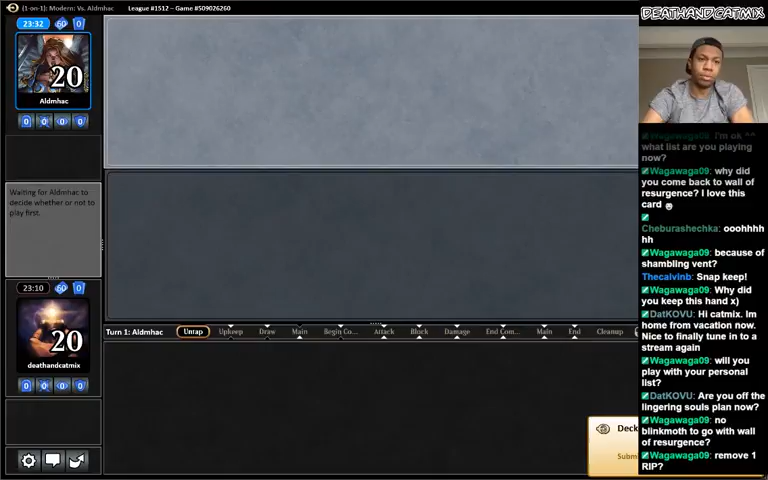 (1-on-1): Modern: Vs. Aldmhac League #1512 – Game #509026260
DEATHANDCATMIX
23:32 60 0
20
Aldmhac
0 0 0 0
Waiting for Aldmhac to
decide whether or not to
play first.
23:10 60 0
20
deathandcatmix
0 0 0 0
Turn 1: Aldmhac Untap Upkeep Draw Main Begin Co... Attack Block Damage End Com... Main End Cleanup
Deck
Subm
Wagawaga09: I'm ok ^^
what list are you playing
now?
Wagawaga09: why did
you come back to wall of
resurgence? I love this
card
Cheburashechka: ooohhhh
hh
Wagawaga09: because of
shambling vent?
Thecalvinb: Snap keep!
Wagawaga09: Why did
you keep this hand x)
DatKOVU: Hi catmix. Im
home from vacation now.
Nice to finally tune in to a
stream again
Wagawaga09: will you
play with your personal
list?
DatKOVU: Are you off the
lingering souls plan now?
Wagawaga09: no
blinkmoth to go with wall
of resurgence?
Wagawaga09: remove 1
RIP?